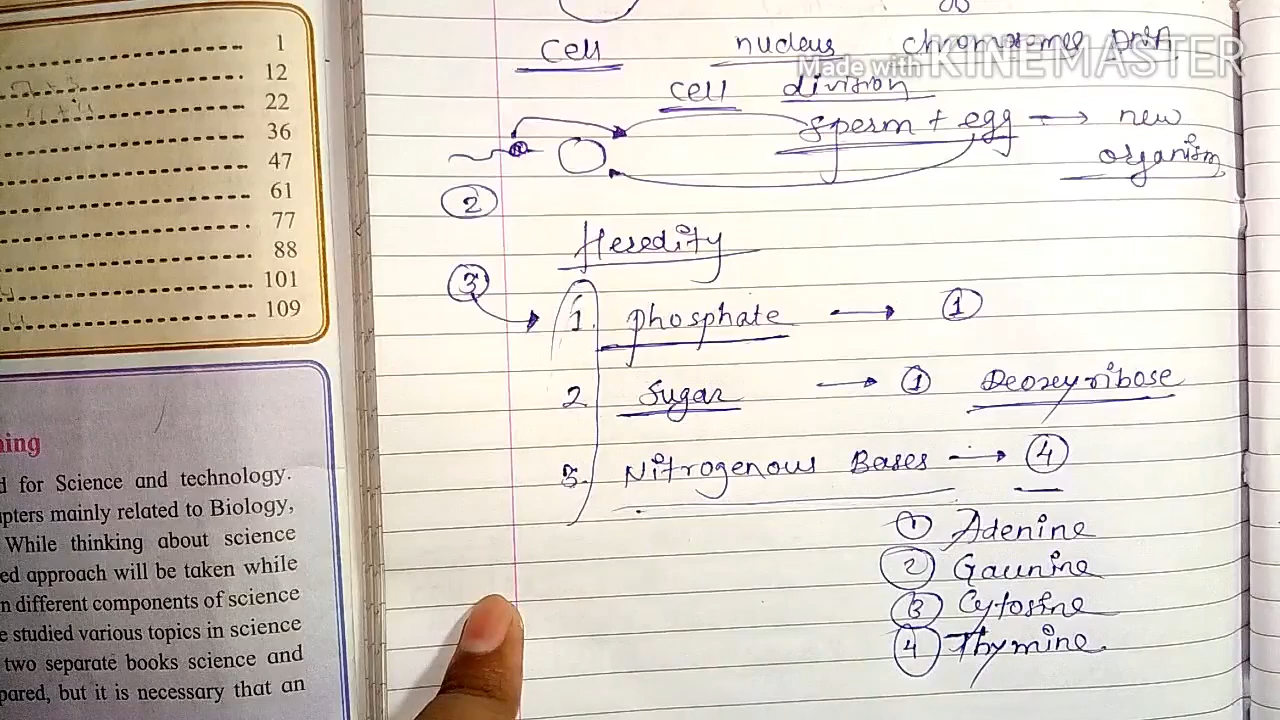 1
12
22
36
47
61
77
88
101
109
ning
d for Science and technology.
pters mainly related to Biology,
While thinking about science
ed approach will be taken while
n different components of science
e studied various topics in science
two separate books science and
pared, but it is necessary that an
Cell nucleus chromosomes DNA
Made with KINEMASTER
cell division
sperm + egg → new
organism
2
Heredity
3
1. phosphate → 1
2 Sugar → 1 Deoxeyribose
3. Nitrogenous Bases → 4
1 Adenine
2 Gaunine
3 Cytosine
4 Thymine